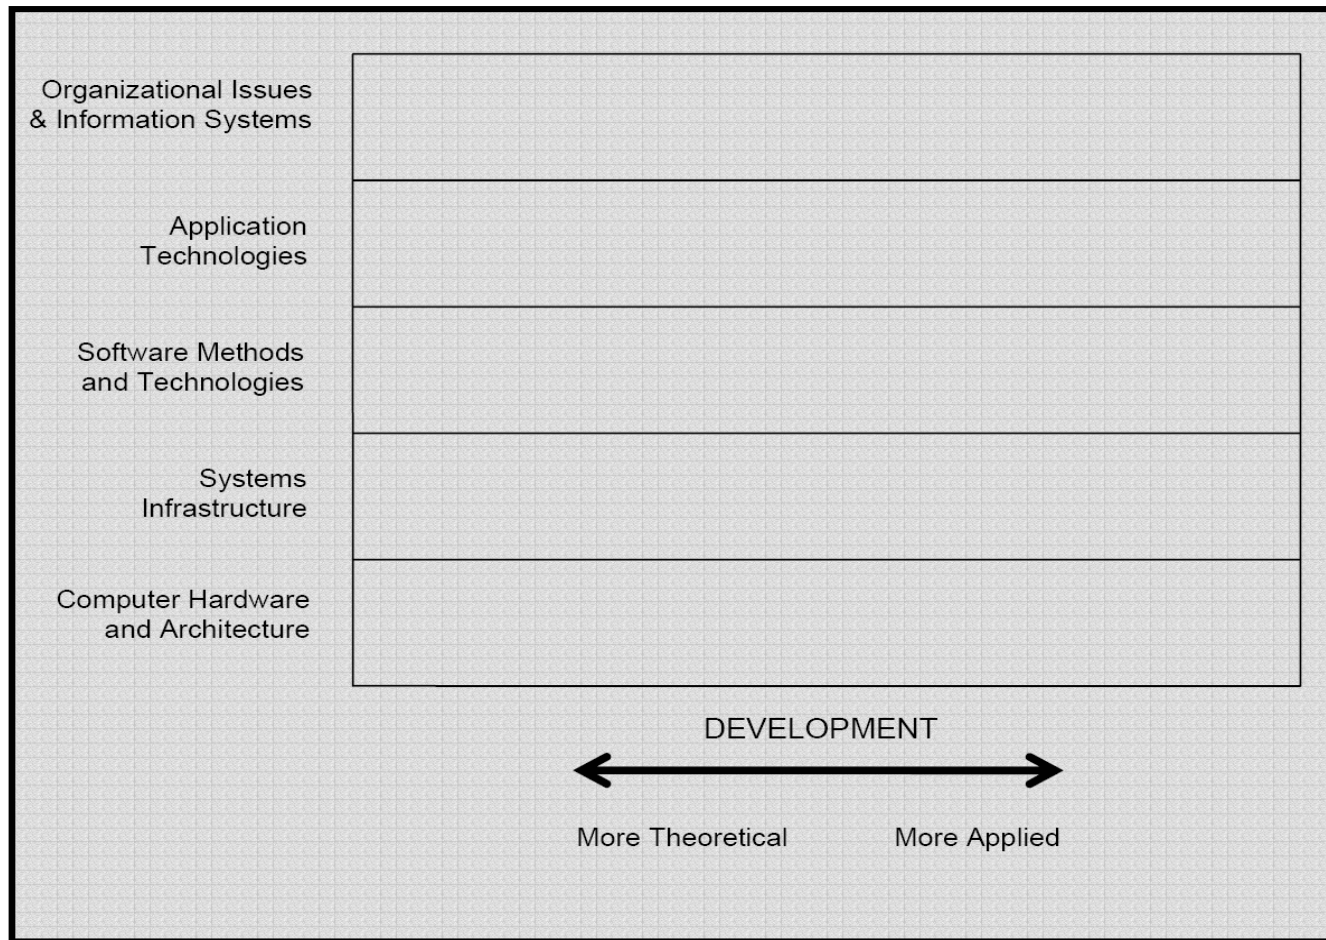 Organizational Issues
& Information Systems
Application
Technologies
Software Methods
and Technologies
Systems
Infrastructure
Computer Hardware
and Architecture
DEVELOPMENT
More Theoretical
More Applied